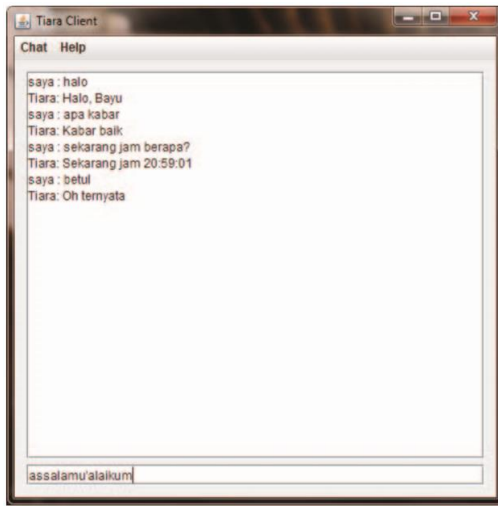 Tiara Client
Chat Help
saya : halo
Tiara: Halo, Bayu
saya : apa kabar
Tiara: Kabar baik
saya : sekarang jam berapa?
Tiara: Sekarang jam 20:59:01
saya : betul
Tiara: Oh ternyata
assalamu'alaikum